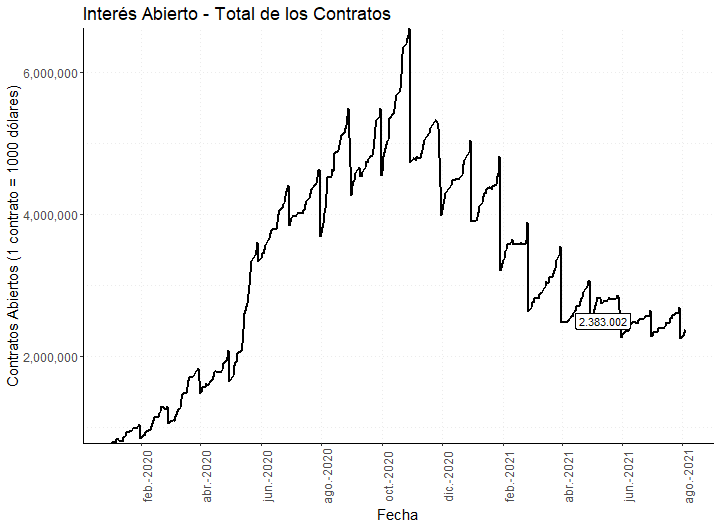 Interés Abierto - Total de los Contratos
Contratos Abiertos (1 contrato = 1000 dólares)
6,000,000
4,000,000
2,000,000
2.383.002
feb.-2020
abr.-2020
jun.-2020
ago.-2020
oct.-2020
dic.-2020
feb.-2021
abr.-2021
jun.-2021
ago.-2021
Fecha